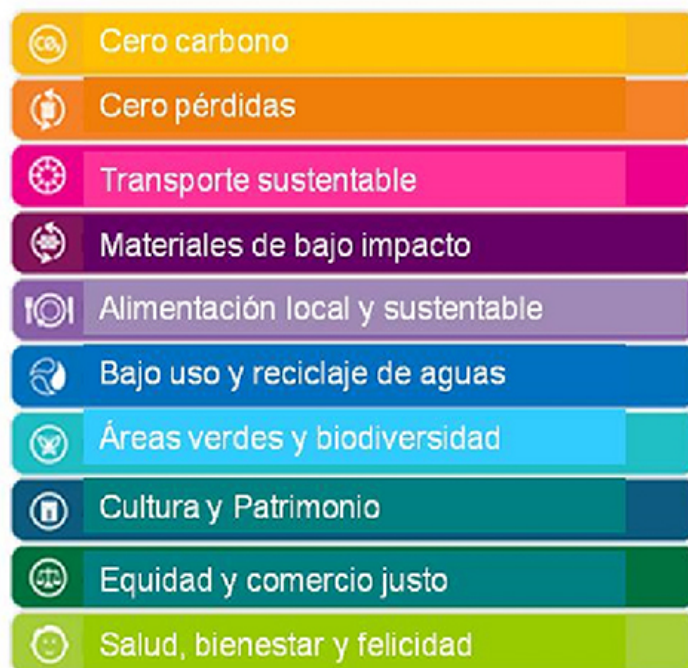 Cero carbono
Cero pérdidas
Transporte sustentable
Materiales de bajo impacto
Alimentación local y sustentable
Bajo uso y reciclaje de aguas
Áreas verdes y biodiversidad
Cultura y Patrimonio
Equidad y comercio justo
Salud, bienestar y felicidad